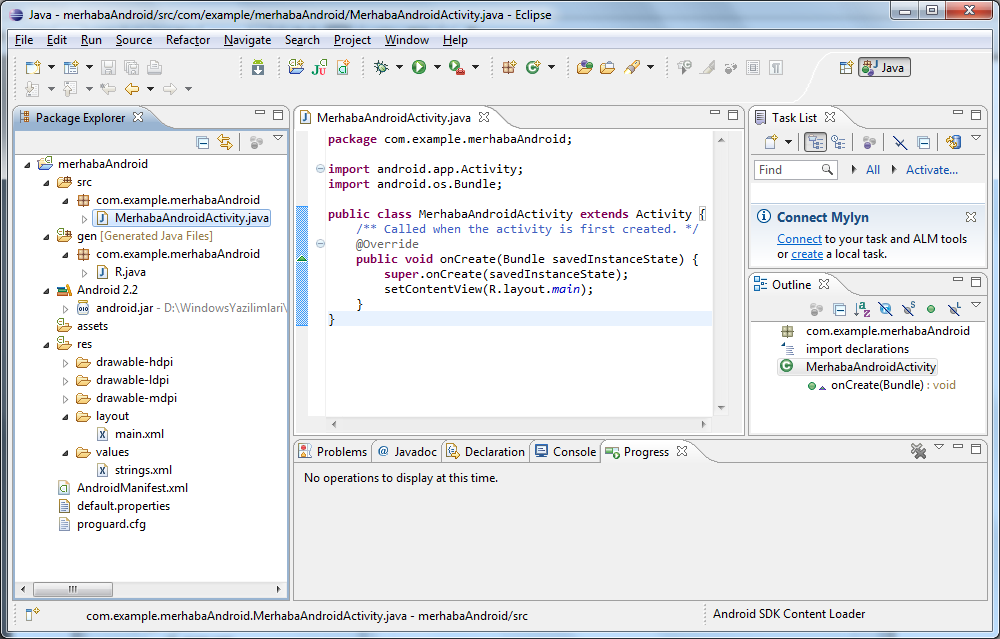 Java - merhabaAndroid/src/com/example/merhabaAndroid/MerhabaAndroidActivity.java - Eclipse
File Edit Run Source Refactor Navigate Search Project Window Help
Java
Package Explorer
merhabaAndroid
src
com.example.merhabaAndroid
MerhabaAndroidActivity.java
gen [Generated Java Files]
com.example.merhabaAndroid
R.java
Android 2.2
android.jar - D:\WindowsYazilimlari\
assets
res
drawable-hdpi
drawable-ldpi
drawable-mdpi
layout
main.xml
values
strings.xml
AndroidManifest.xml
default.properties
proguard.cfg
MerhabaAndroidActivity.java
package com.example.merhabaAndroid;
import android.app.Activity;
import android.os.Bundle;
public class MerhabaAndroidActivity extends Activity {
/** Called when the activity is first created. */
@Override
public void onCreate(Bundle savedInstanceState) {
super.onCreate(savedInstanceState);
setContentView(R.layout.main);
}
}
Task List
Find All Activate...
Connect Mylyn
Connect to your task and ALM tools
or create a local task.
Outline
com.example.merhabaAndroid
import declarations
MerhabaAndroidActivity
onCreate(Bundle) : void
Problems @ Javadoc Declaration Console Progress
No operations to display at this time.
com.example.merhabaAndroid.MerhabaAndroidActivity.java - merhabaAndroid/src
Android SDK Content Loader